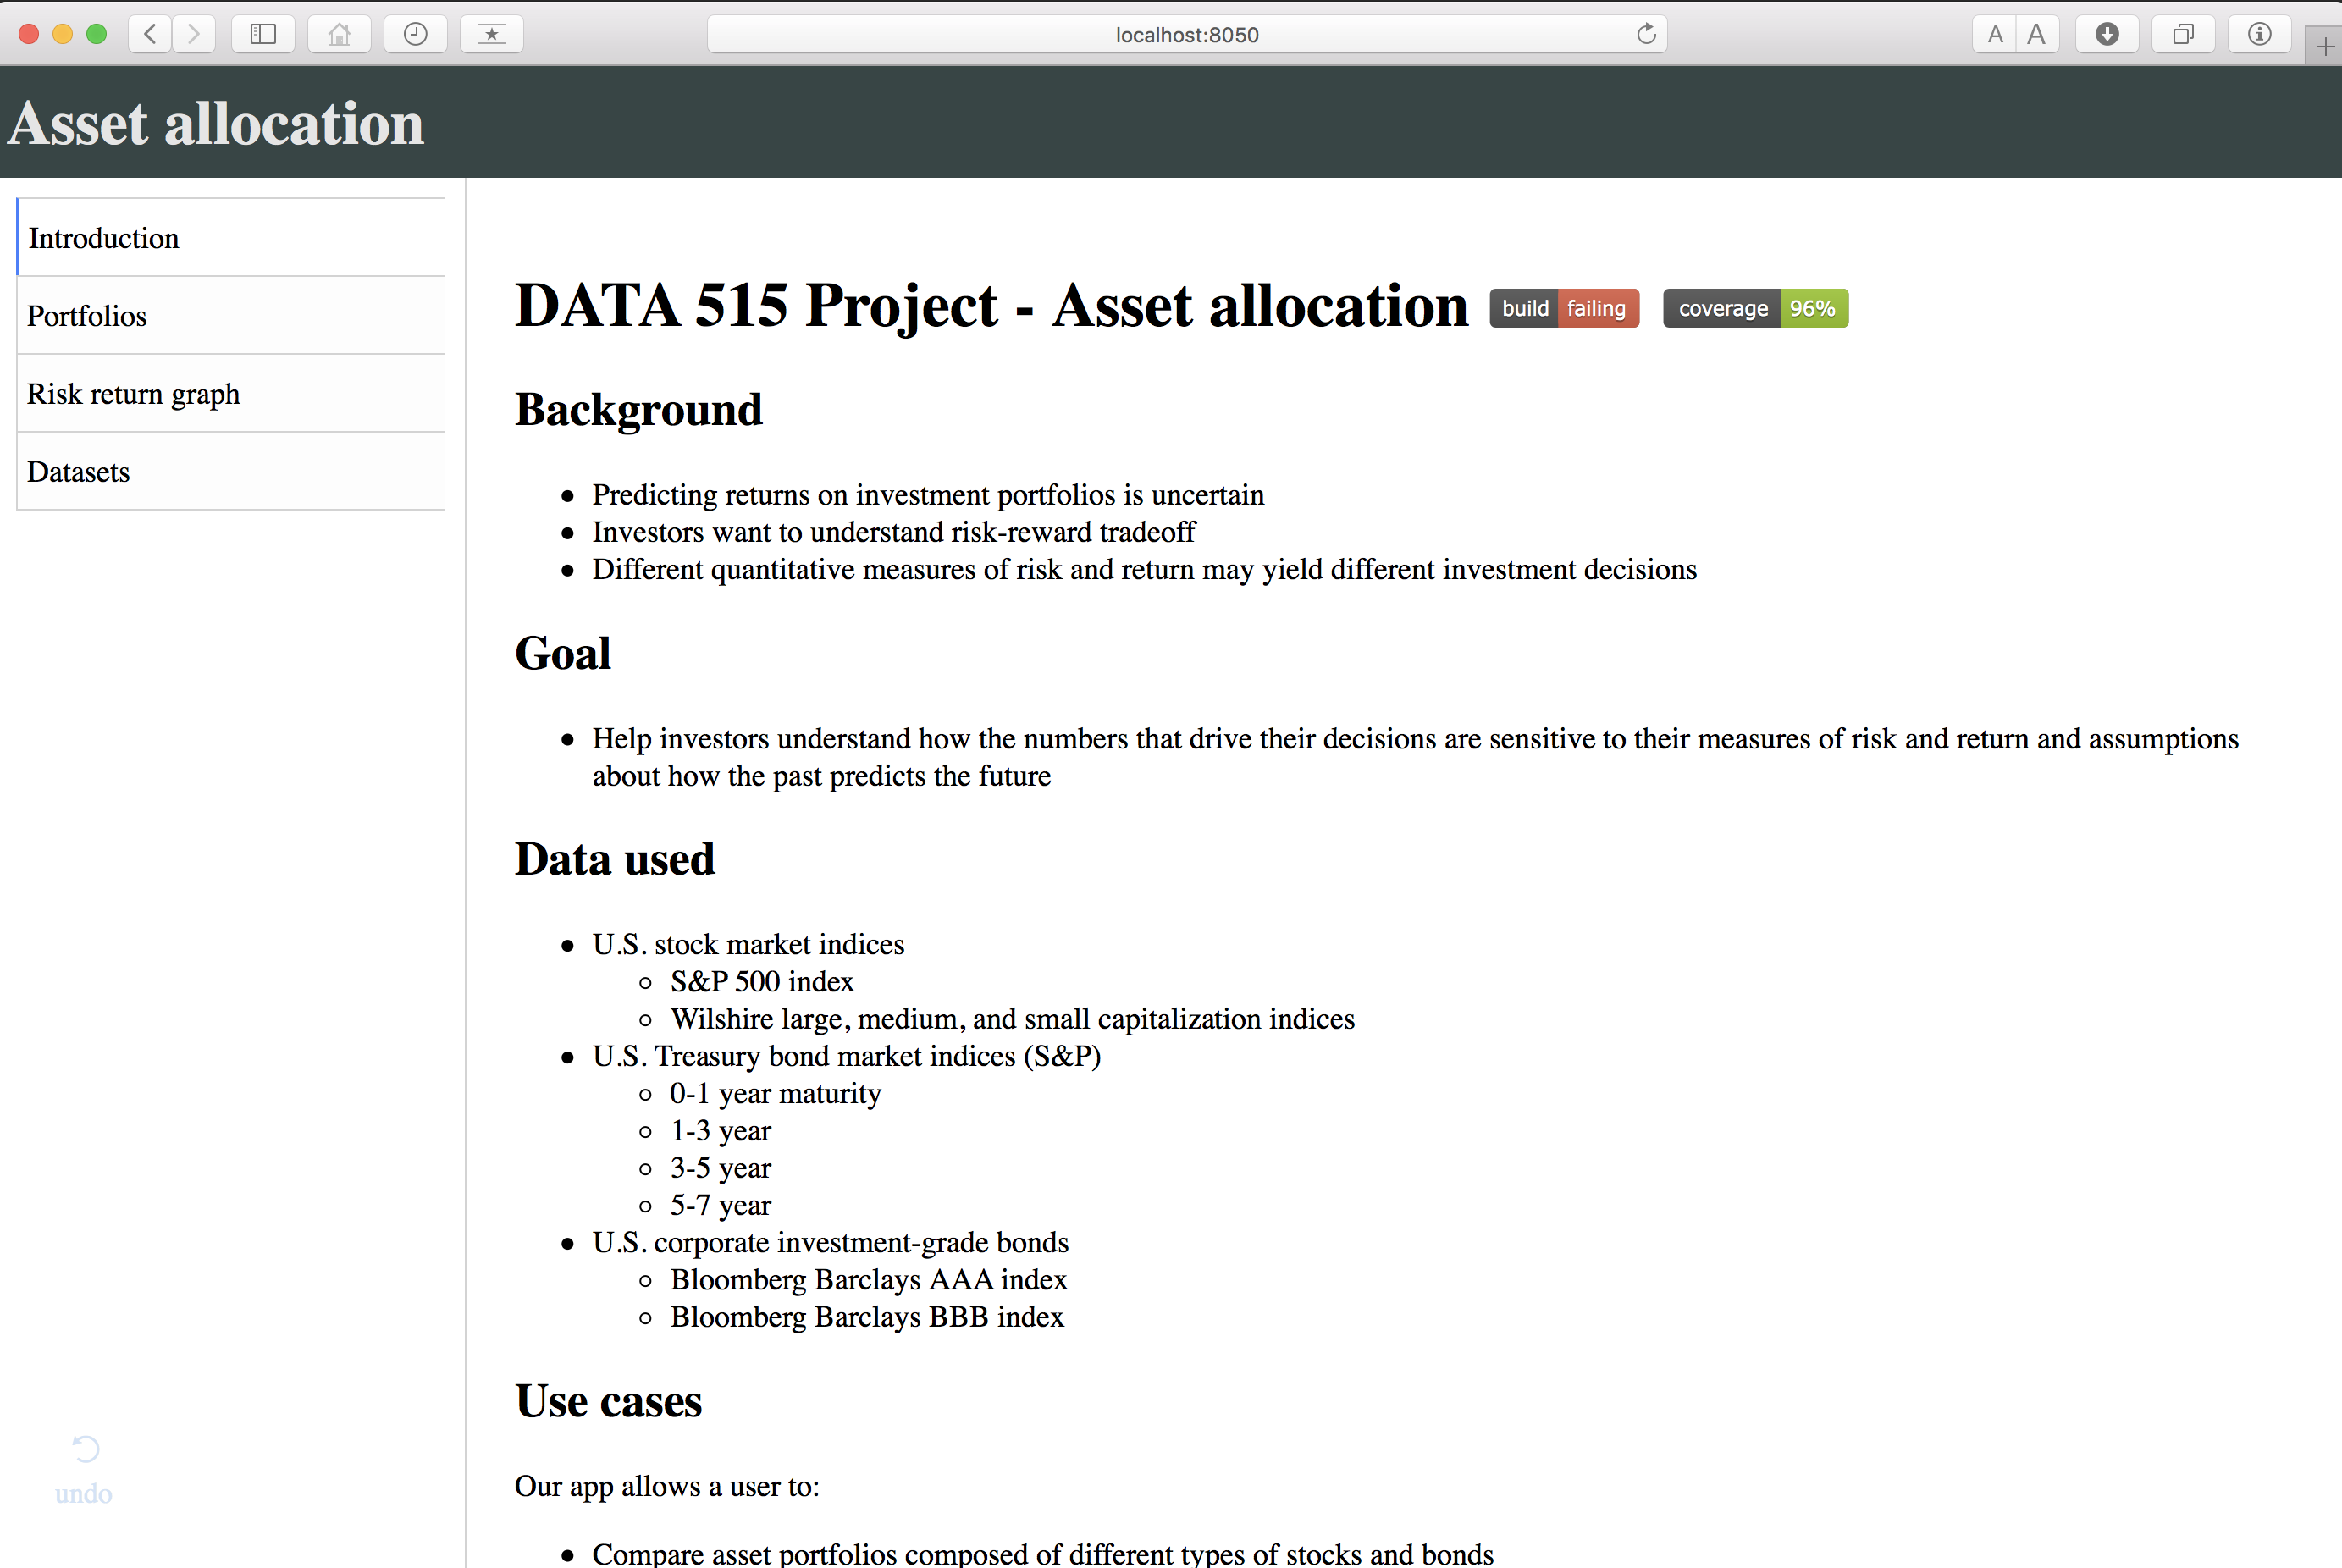 localhost:8050
A A
Asset allocation
Introduction
Portfolios
Risk return graph
Datasets
undo
DATA 515 Project - Asset allocation build failing coverage 96%
Background
Predicting returns on investment portfolios is uncertain
Investors want to understand risk-reward tradeoff
Different quantitative measures of risk and return may yield different investment decisions
Goal
Help investors understand how the numbers that drive their decisions are sensitive to their measures of risk and return and assumptions
about how the past predicts the future
Data used
U.S. stock market indices
S&P 500 index
Wilshire large, medium, and small capitalization indices
U.S. Treasury bond market indices (S&P)
0-1 year maturity
1-3 year
3-5 year
5-7 year
U.S. corporate investment-grade bonds
Bloomberg Barclays AAA index
Bloomberg Barclays BBB index
Use cases
Our app allows a user to:
Compare asset portfolios composed of different types of stocks and bonds